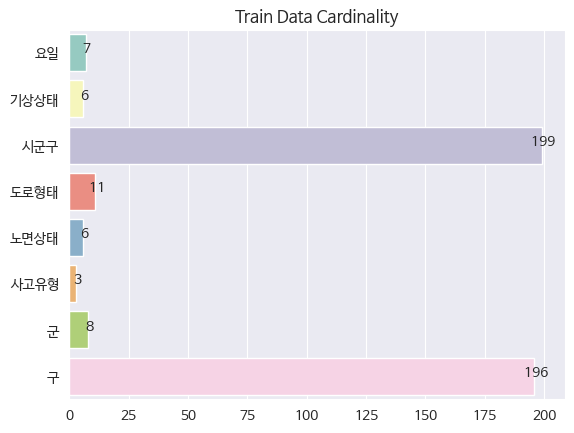 Train Data Cardinality
요일 7
기상상태 6
시군구 199
도로형태 11
노면상태 6
사고유형 3
군 8
구 196
0 25 50 75 100 125 150 175 200